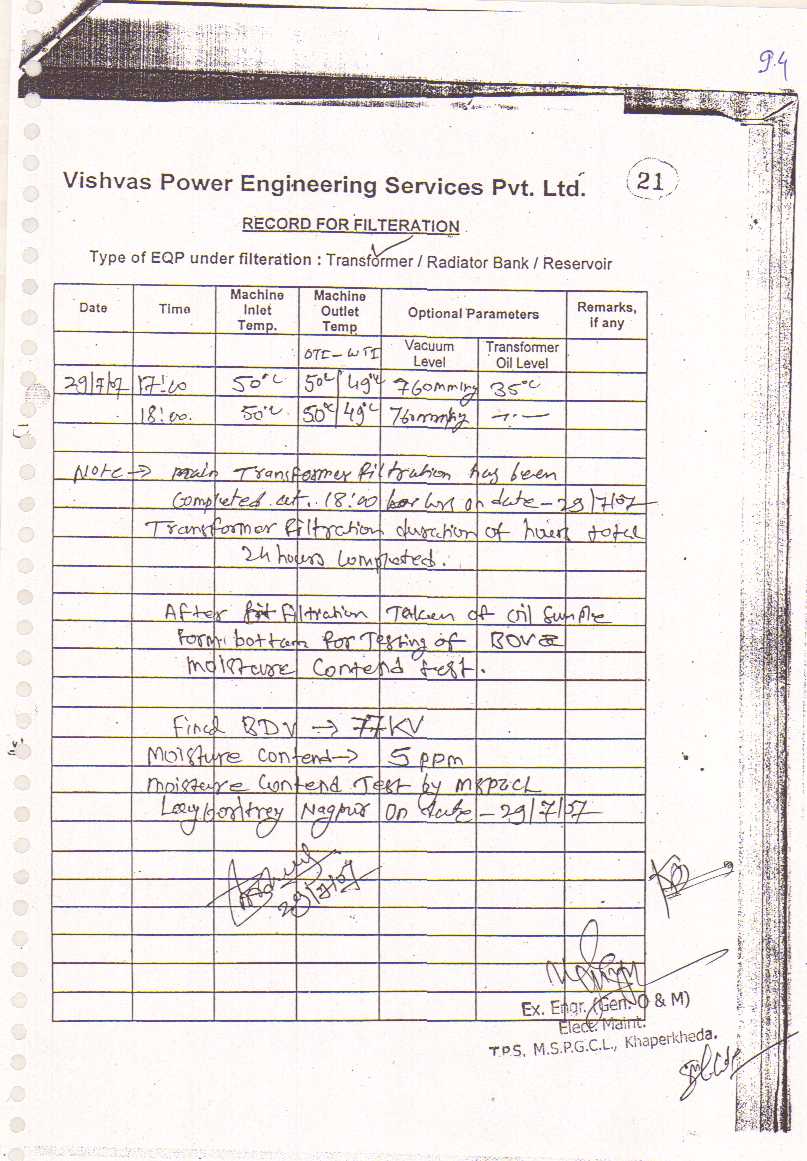 9.4
Vishvas Power Engineering Services Pvt. Ltd. 21
RECORD FOR FILTERATION
Type of EQP under filteration : Transformer / Radiator Bank / Reservoir
Date Time Machine Inlet Temp. Machine Outlet Temp Optional Parameters Remarks, if any
OTI - WTI Vacuum Level Transformer Oil Level
29/7/07 17:00 50°C 50°C/49°C 760mmHg 35°C
18:00. 50°C 50°C/49°C 760mmHg —··—
Note → main Transformer filtration has been
Completed at. 18:00 hrs on date - 29/7/07
Transformer filtration duration of hours total
24 hours Completed.
After filtration Taken of oil sample
form bottom for Testing of BDV &
moisture Contend test.
Final BDV → 77KV
Moisture Contend → 5 ppm
moisture Contend Test by
Nagpur On date - 29/7/07
29/7/07
Ex. Engr. (Gen. O & M)
Elect. Maint.
T.P.S. M.S.P.G.C.L., Khaperkheda.